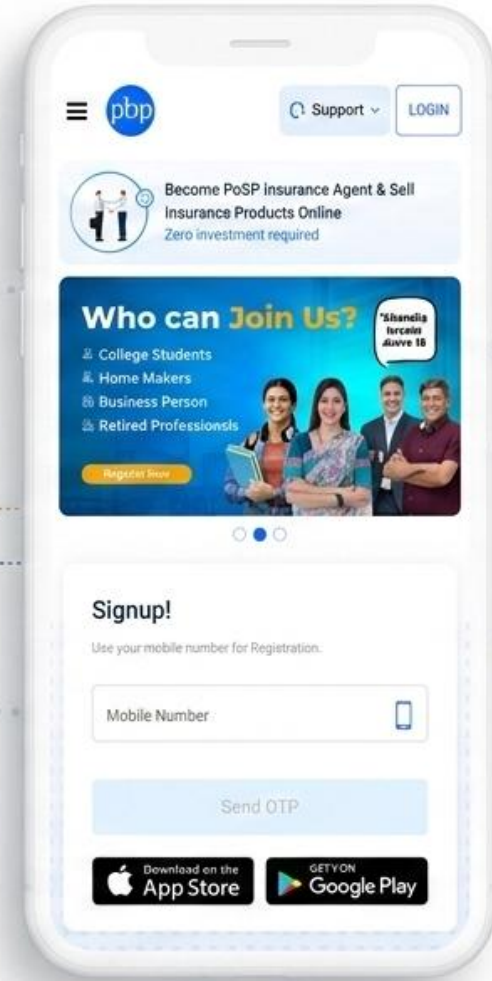 pbp
Support
LOGIN
Become PoSP insurance Agent & Sell
Insurance Products Online
Zero investment required
Who can Join Us?
College Students
Home Makers
Business Person
Retired Professionsls
Signup!
Use your mobile number for Registration.
Mobile Number
Send OTP
Download on the
App Store
GETY ON
Google Play